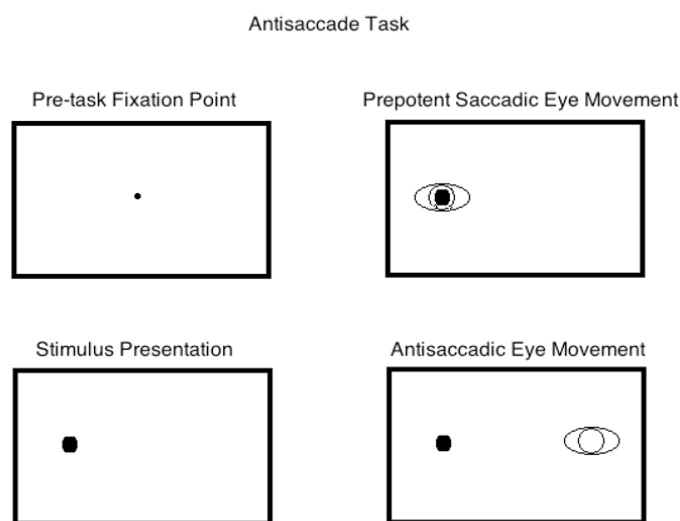 Antisaccade Task
Pre-task Fixation Point
Prepotent Saccadic Eye Movement
Stimulus Presentation
Antisaccadic Eye Movement